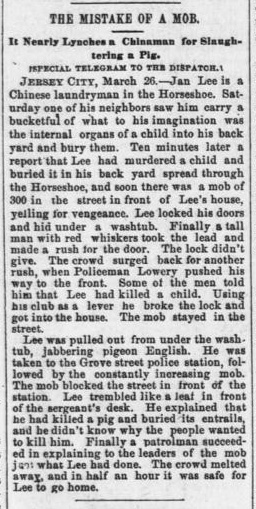 THE MISTAKE OF A MOB.
It Nearly Lynches a Chinaman for Slaugh-
tering a Pig.
[SPECIAL TELEGRAM TO THE DISPATCH.]
JERSEY CITY, March 26.—Jan Lee is a
Chinese laundryman in the Horseshoe. Sat-
urday one of his neighbors saw him carry a
bucketful of what to his imagination was
the internal organs of a child into his back
yard and bury them. Ten minutes later a
report that Lee had murdered a child and
buried it in his back yard spread through
the Horseshoe, and soon there was a mob of
300 in the street in front of Lee's house,
yelling for vengeance. Lee locked his doors
and hid under a washtub. Finally a tall
man with red whiskers took the lead and
made a rush for the door. The lock didn't
give. The crowd surged back for another
rush, when Policeman Lowery pushed his
way to the front. Some of the men told
him that Lee had killed a child. Using
his club as a lever he broke the lock and
got into the house. The mob stayed in the
street.
Lee was pulled out from under the wash-
tub, jabbering pigeon English. He was
taken to the Grove street police station, fol-
lowed by the constantly increasing mob.
The mob blocked the street in front of the
station. Lee trembled like a leaf in front
of the sergeant's desk. He explained that
he had killed a pig and buried its entrails,
and he didn't know why the people wanted
to kill him. Finally a patrolman succeed-
ed in explaining to the leaders of the mob
what Lee had done. The crowd melted
away, and in half an hour it was safe for
Lee to go home.